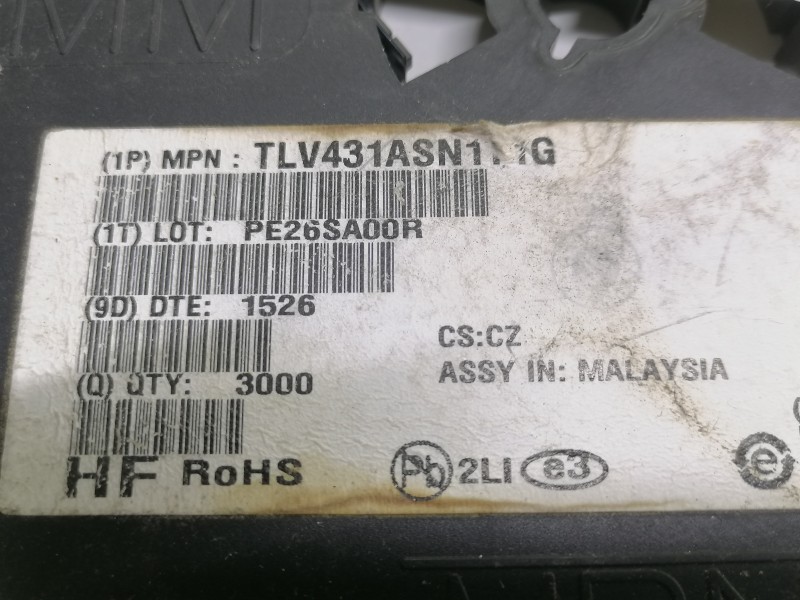 (1P) MPN : TLV431ASN1T1G
(1T) LOT: PE26SA00R
(9D) DTE: 1526
CS:CZ
ASSY IN: MALAYSIA
(Q) QTY: 3000
HF RoHS Pb 2LI e3 e